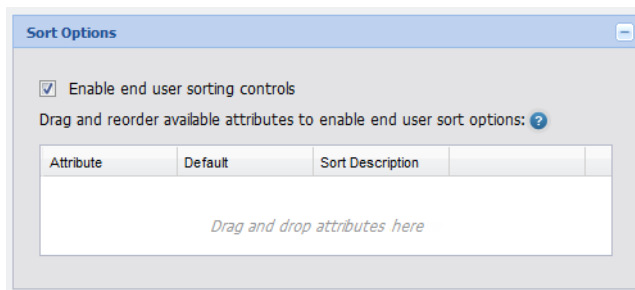 Sort Options
Enable end user sorting controls
Drag and reorder available attributes to enable end user sort options: ?
Attribute Default Sort Description
Drag and drop attributes here